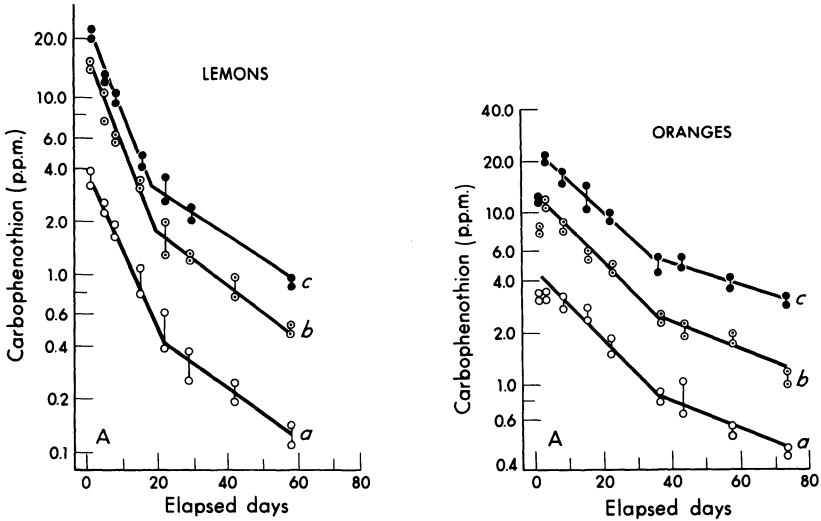 LEMONS
Carbophenothion (p.p.m.)
20.0
10.0
6.0
4.0
2.0
1.0
0.6
0.4
0.2
0.1
A
c
b
a
0 20 40 60 80
Elapsed days
ORANGES
Carbophenothion (p.p.m.)
40.0
20.0
10.0
6.0
4.0
2.0
1.0
0.6
0.4
A
c
b
a
0 20 40 60 80
Elapsed days